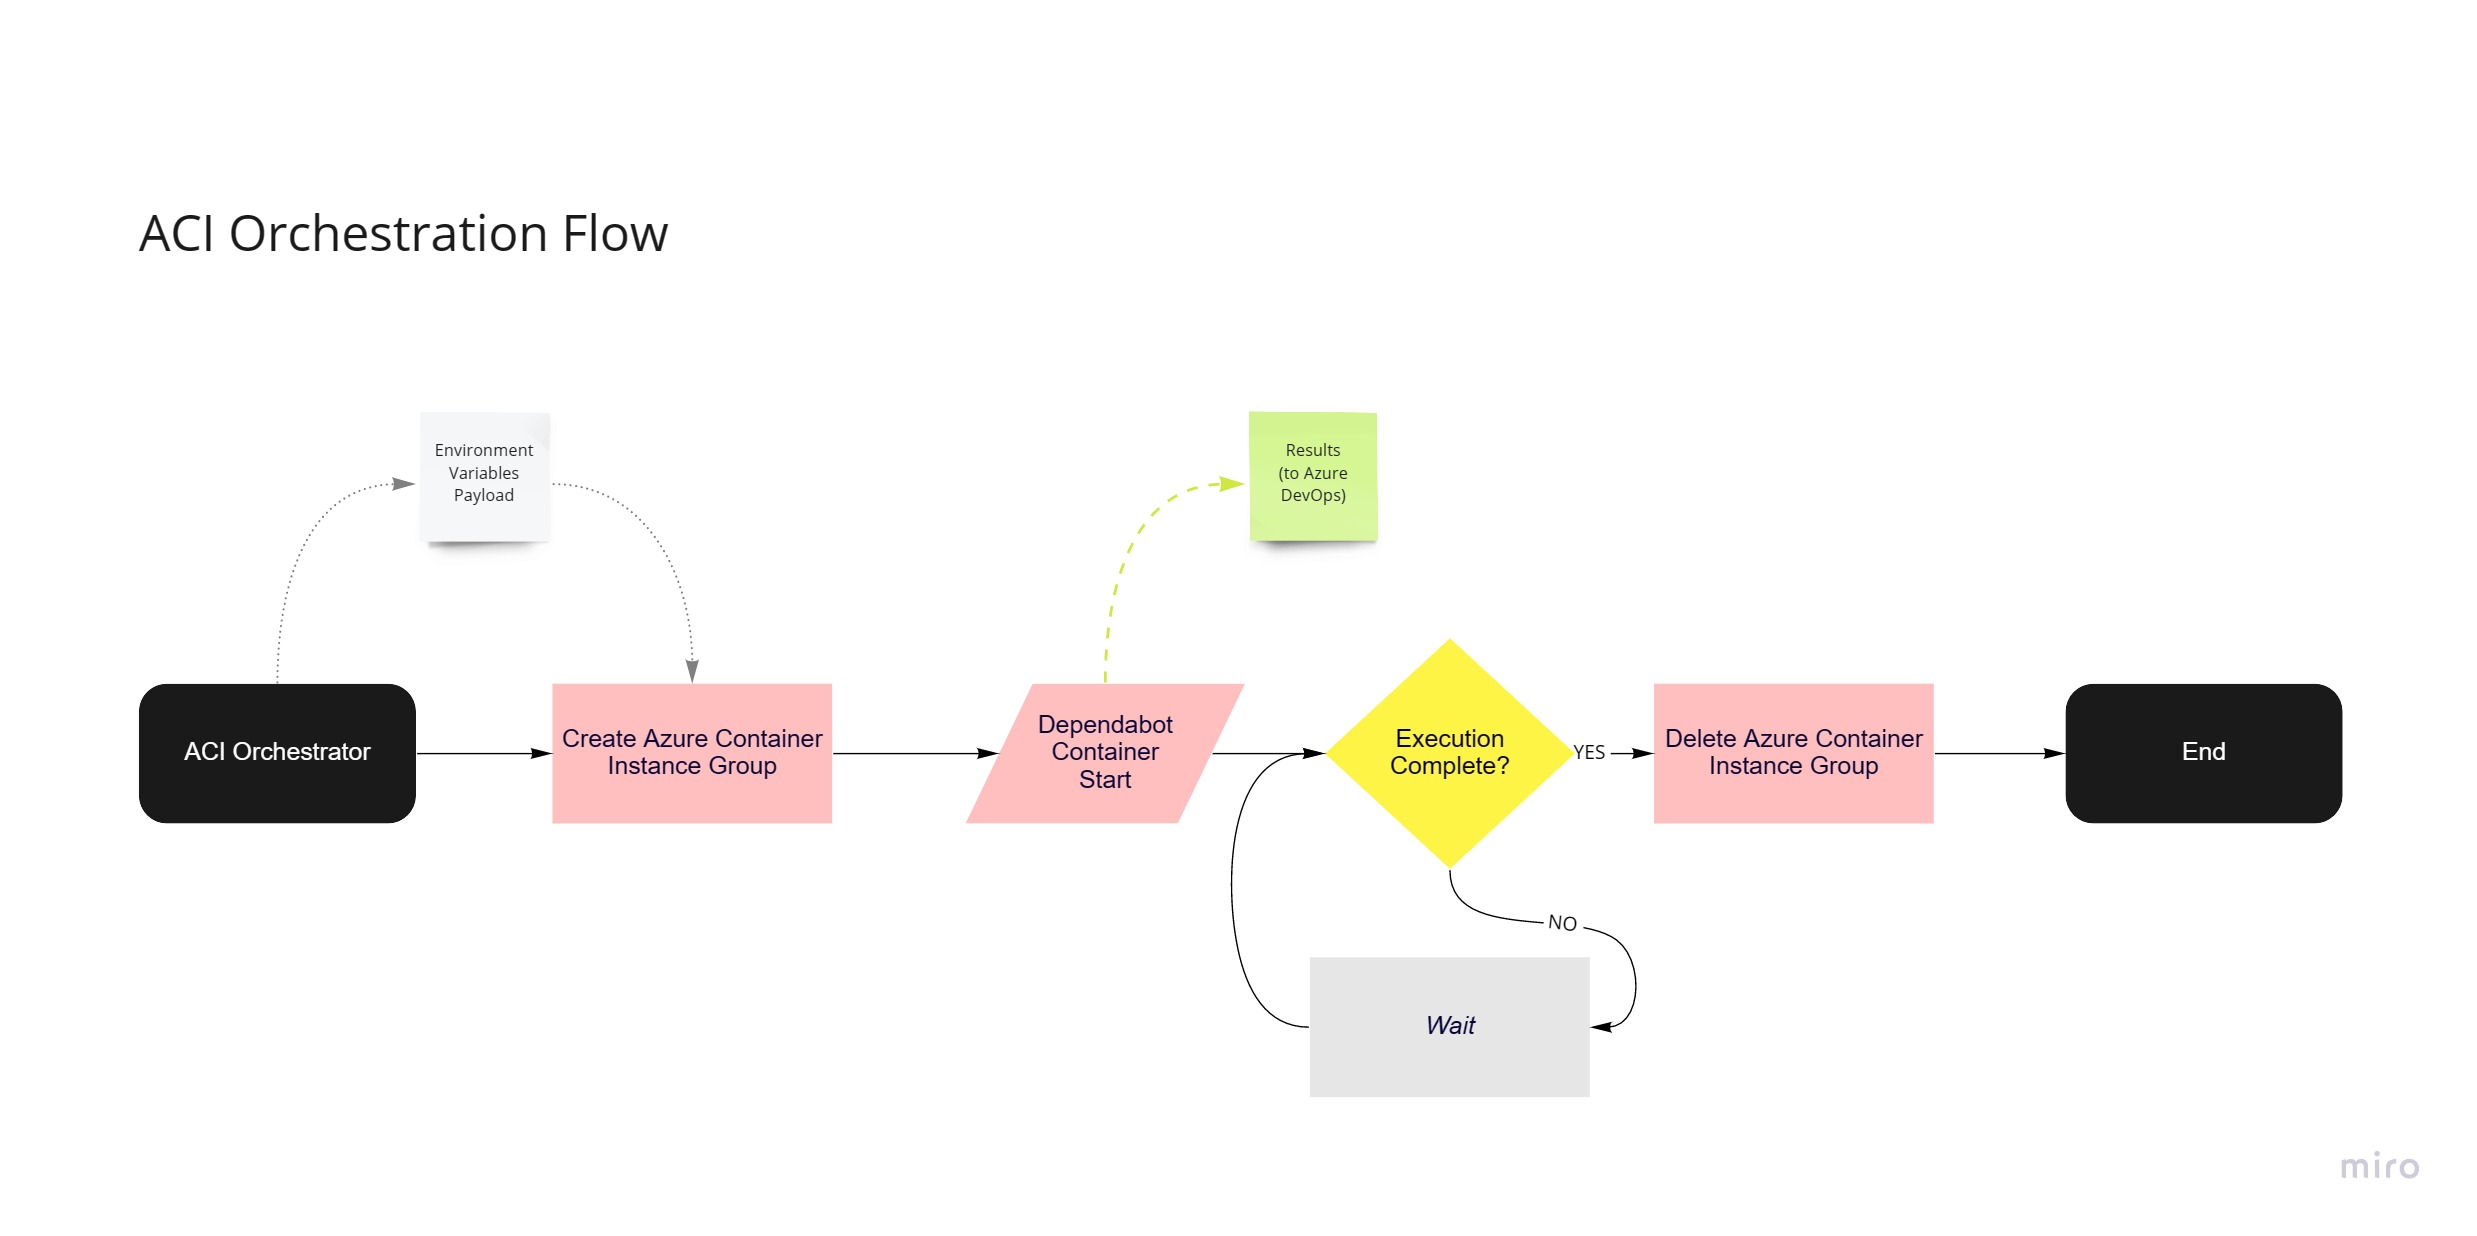 ACI Orchestration Flow
Environment
Variables
Payload
Results
(to Azure
DevOps)
ACI Orchestrator
Create Azure Container
Instance Group
Dependabot
Container
Start
Execution
Complete?
YES
Delete Azure Container
Instance Group
End
NO
Wait
miro